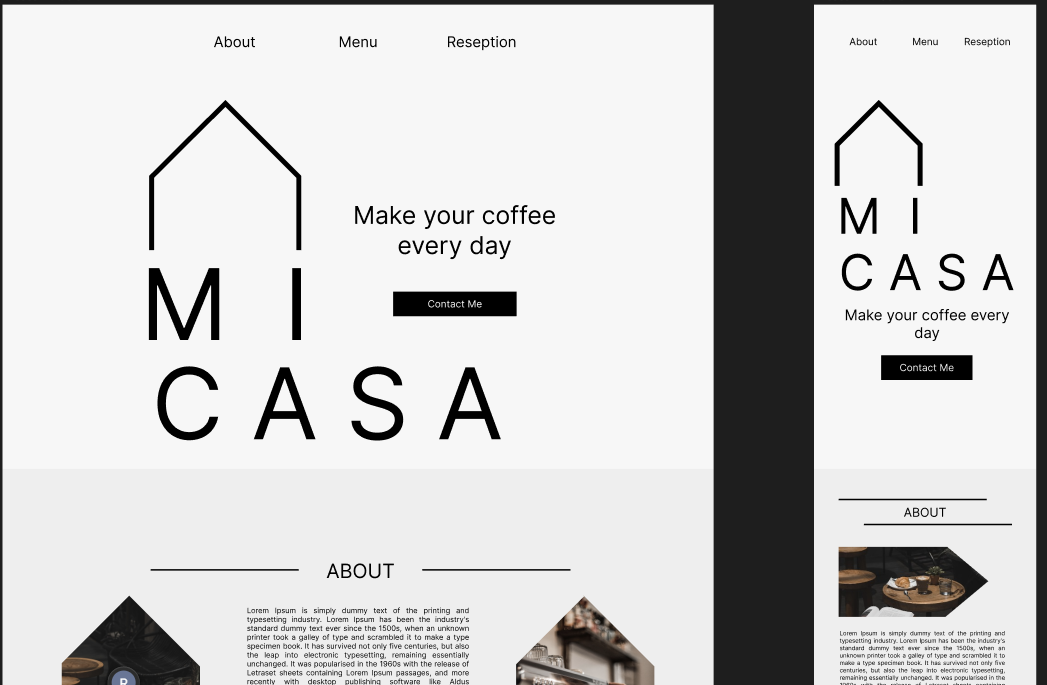 About Menu Reseption
Make your coffee
every day
Contact Me
M I
C A S A
ABOUT
Lorem Ipsum is simply dummy text of the printing and
typesetting industry. Lorem Ipsum has been the industry's
standard dummy text ever since the 1500s, when an unknown
printer took a galley of type and scrambled it to make a type
specimen book. It has survived not only five centuries, but also
the leap into electronic typesetting, remaining essentially
unchanged. It was popularised in the 1960s with the release of
Letraset sheets containing Lorem Ipsum passages, and more
recently with desktop publishing software like Aldus
R
About Menu Reseption
M I
C A S A
Make your coffee every
day
Contact Me
ABOUT
Lorem Ipsum is simply dummy text of the printing and
typesetting industry. Lorem Ipsum has been the industry's
standard dummy text ever since the 1500s, when an
unknown printer took a galley of type and scrambled it to
make a type specimen book. It has survived not only five
centuries, but also the leap into electronic typesetting,
remaining essentially unchanged. It was popularised in the